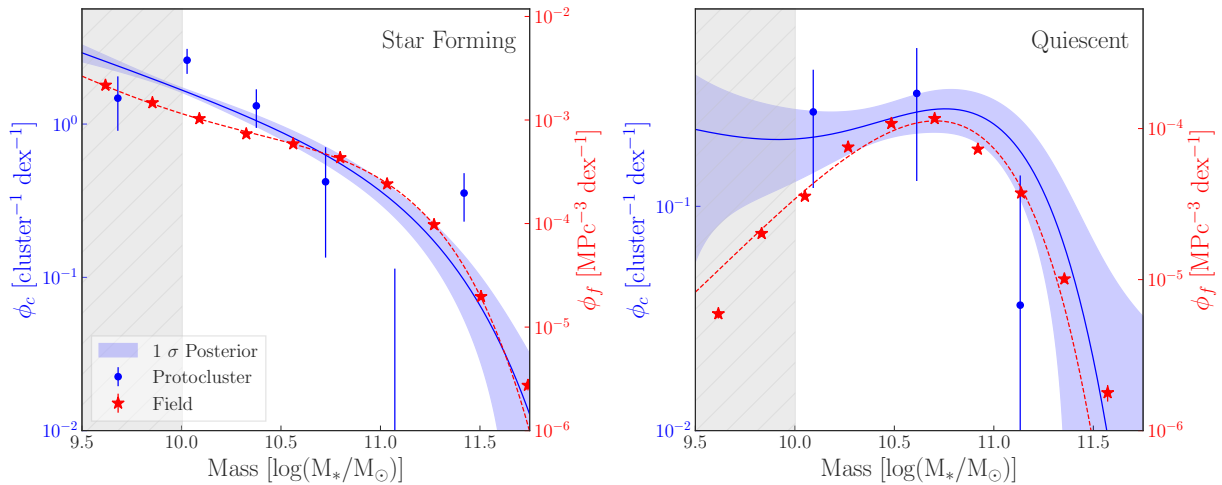 Star Forming
10⁰
10⁻¹
10⁻²
ϕ_c [cluster⁻¹ dex⁻¹]
1 σ Posterior
Protocluster
Field
9.5 10.0 10.5 11.0 11.5
Mass [log(M_*/M_⊙)]
10⁻²
10⁻³
10⁻⁴
10⁻⁵
10⁻⁶
ϕ_f [MPc⁻³ dex⁻¹]
Quiescent
10⁻¹
10⁻²
ϕ_c [cluster⁻¹ dex⁻¹]
9.5 10.0 10.5 11.0 11.5
Mass [log(M_*/M_⊙)]
10⁻⁴
10⁻⁵
10⁻⁶
ϕ_f [MPc⁻³ dex⁻¹]